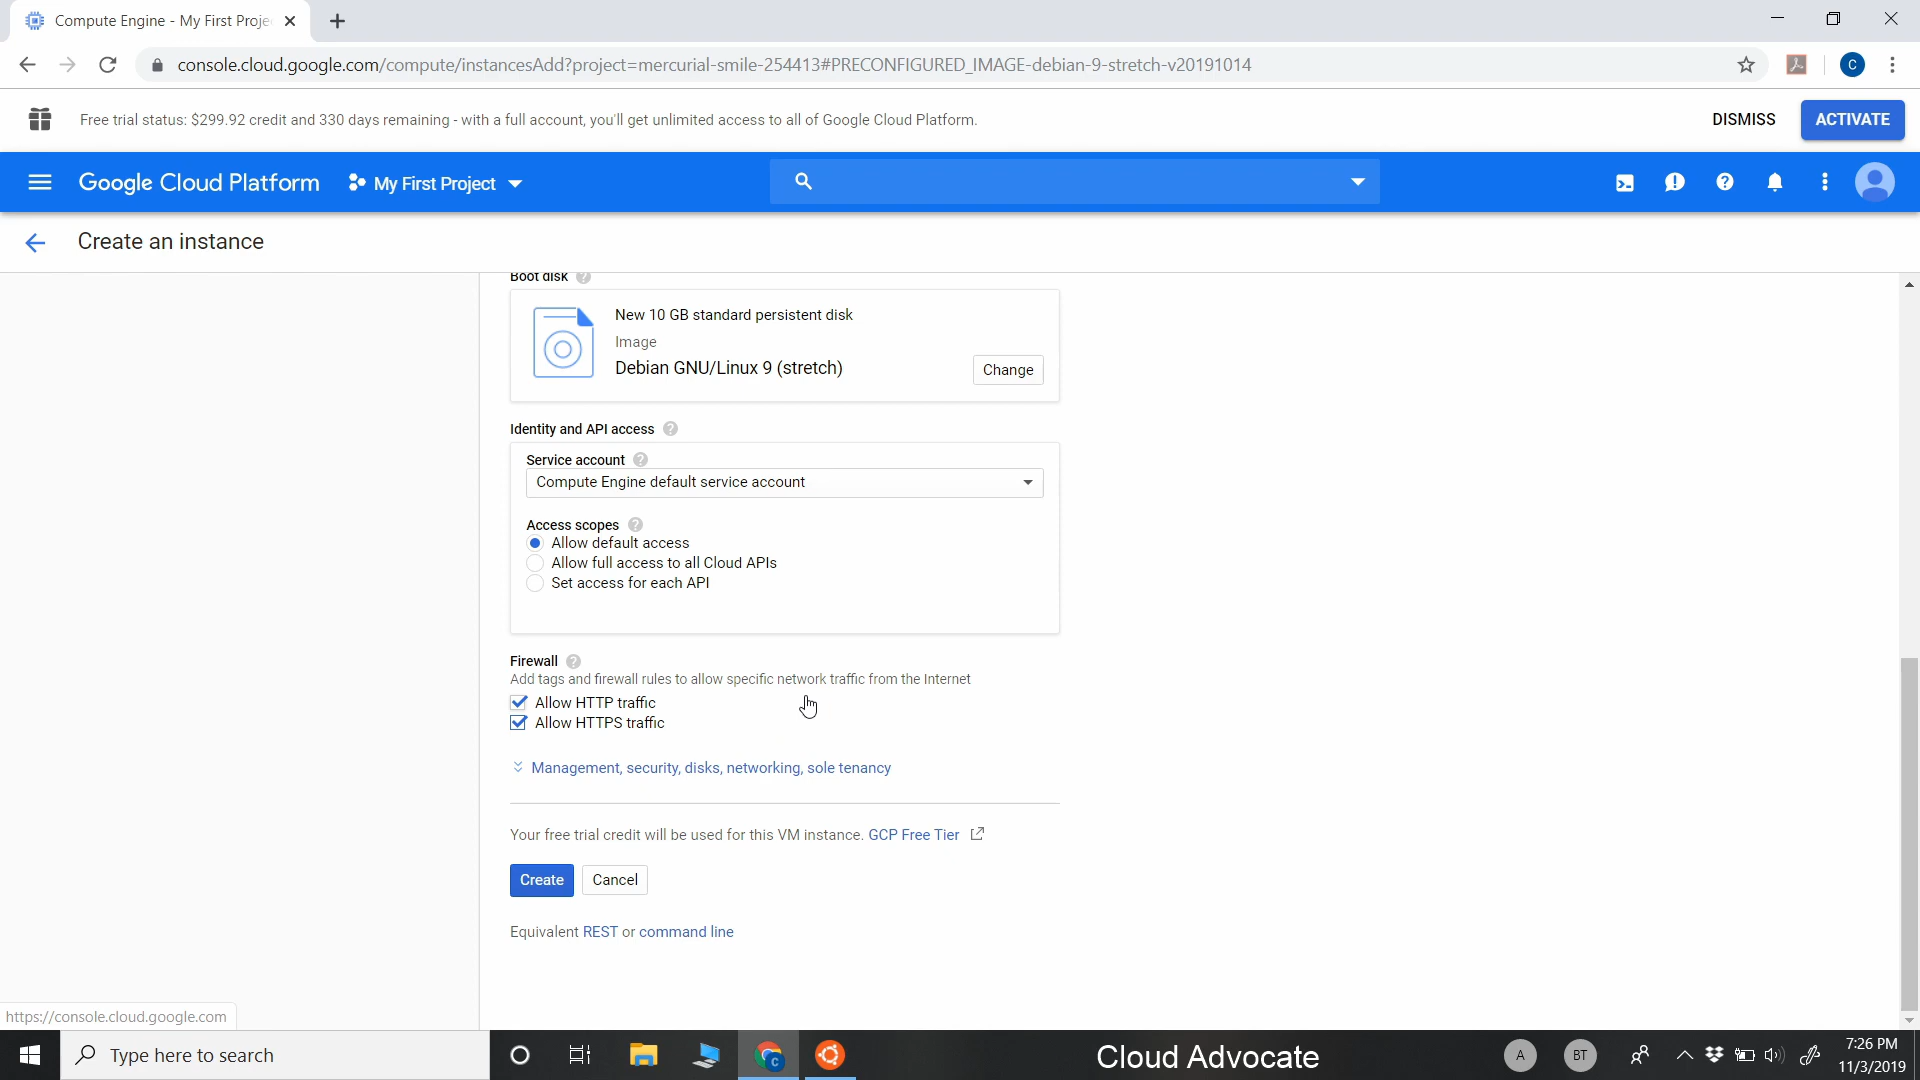 Compute Engine - My First Proje
console.cloud.google.com/compute/instancesAdd?project=mercurial-smile-254413#PRECONFIGURED_IMAGE-debian-9-stretch-v20191014
C
Free trial status: $299.92 credit and 330 days remaining - with a full account, you'll get unlimited access to all of Google Cloud Platform.
DISMISS
ACTIVATE
Google Cloud Platform
My First Project
Create an instance
Boot disk
New 10 GB standard persistent disk
Image
Debian GNU/Linux 9 (stretch)
Change
Identity and API access
Service account
Compute Engine default service account
Access scopes
Allow default access
Allow full access to all Cloud APIs
Set access for each API
Firewall
Add tags and firewall rules to allow specific network traffic from the Internet
Allow HTTP traffic
Allow HTTPS traffic
Management, security, disks, networking, sole tenancy
Your free trial credit will be used for this VM instance. GCP Free Tier
Create
Cancel
Equivalent REST or command line
https://console.cloud.google.com
Type here to search
C
Cloud Advocate
A
BT
7:26 PM
11/3/2019